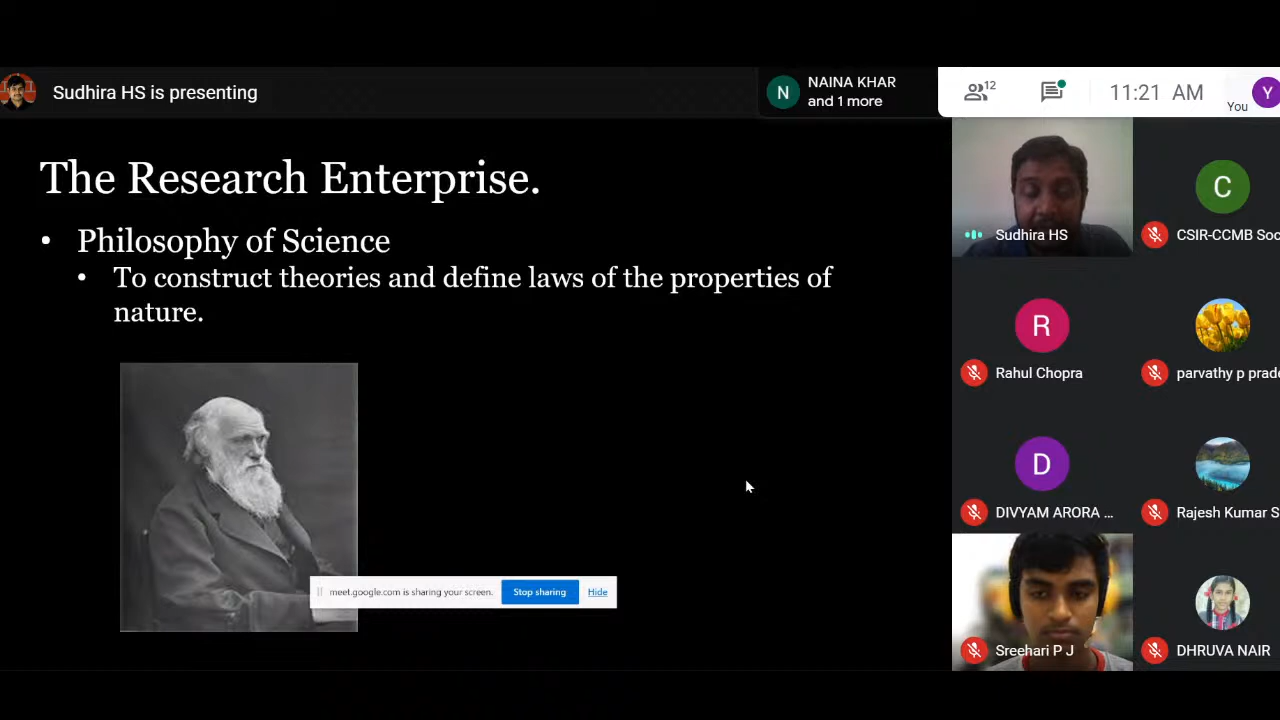 Sudhira HS is presenting
N
NAINA KHAR
and 1 more
12
11:21 AM
You
Y
The Research Enterprise.
• Philosophy of Science
• To construct theories and define laws of the properties of
nature.
meet.google.com is sharing your screen.
Stop sharing
Hide
Sudhira HS
C
CSIR-CCMB Soc
R
Rahul Chopra
parvathy p prade
D
DIVYAM ARORA ...
Rajesh Kumar S
Sreehari P J
DHRUVA NAIR